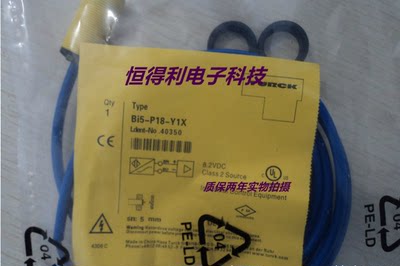 恒得利电子科技
TURCK
Qty
1
Type
Bi5-P18-Y1X
Ident-No 40350
8.2VDC
Class 2 Source
Equipment
质保两年实物拍摄
sn: 5 mm
04
PE-LD
04
PE-LD